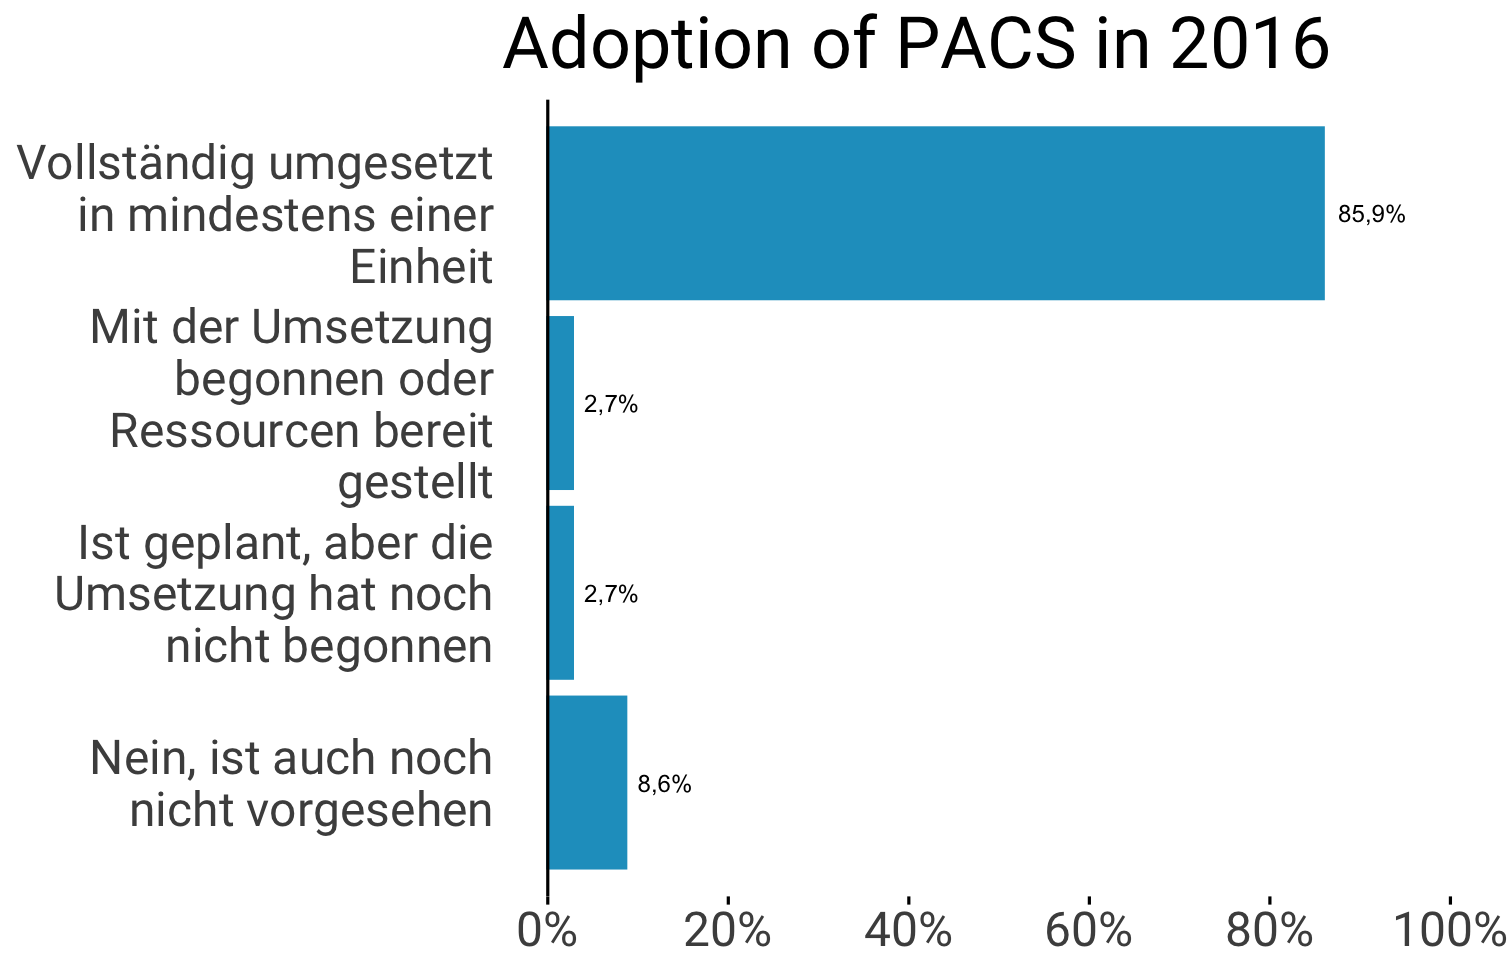 Adoption of PACS in 2016
Vollständig umgesetzt
in mindestens einer
Einheit
85,9%
Mit der Umsetzung
begonnen oder
Ressourcen bereit
gestellt
2,7%
Ist geplant, aber die
Umsetzung hat noch
nicht begonnen
2,7%
Nein, ist auch noch
nicht vorgesehen
8,6%
0% 20% 40% 60% 80% 100%